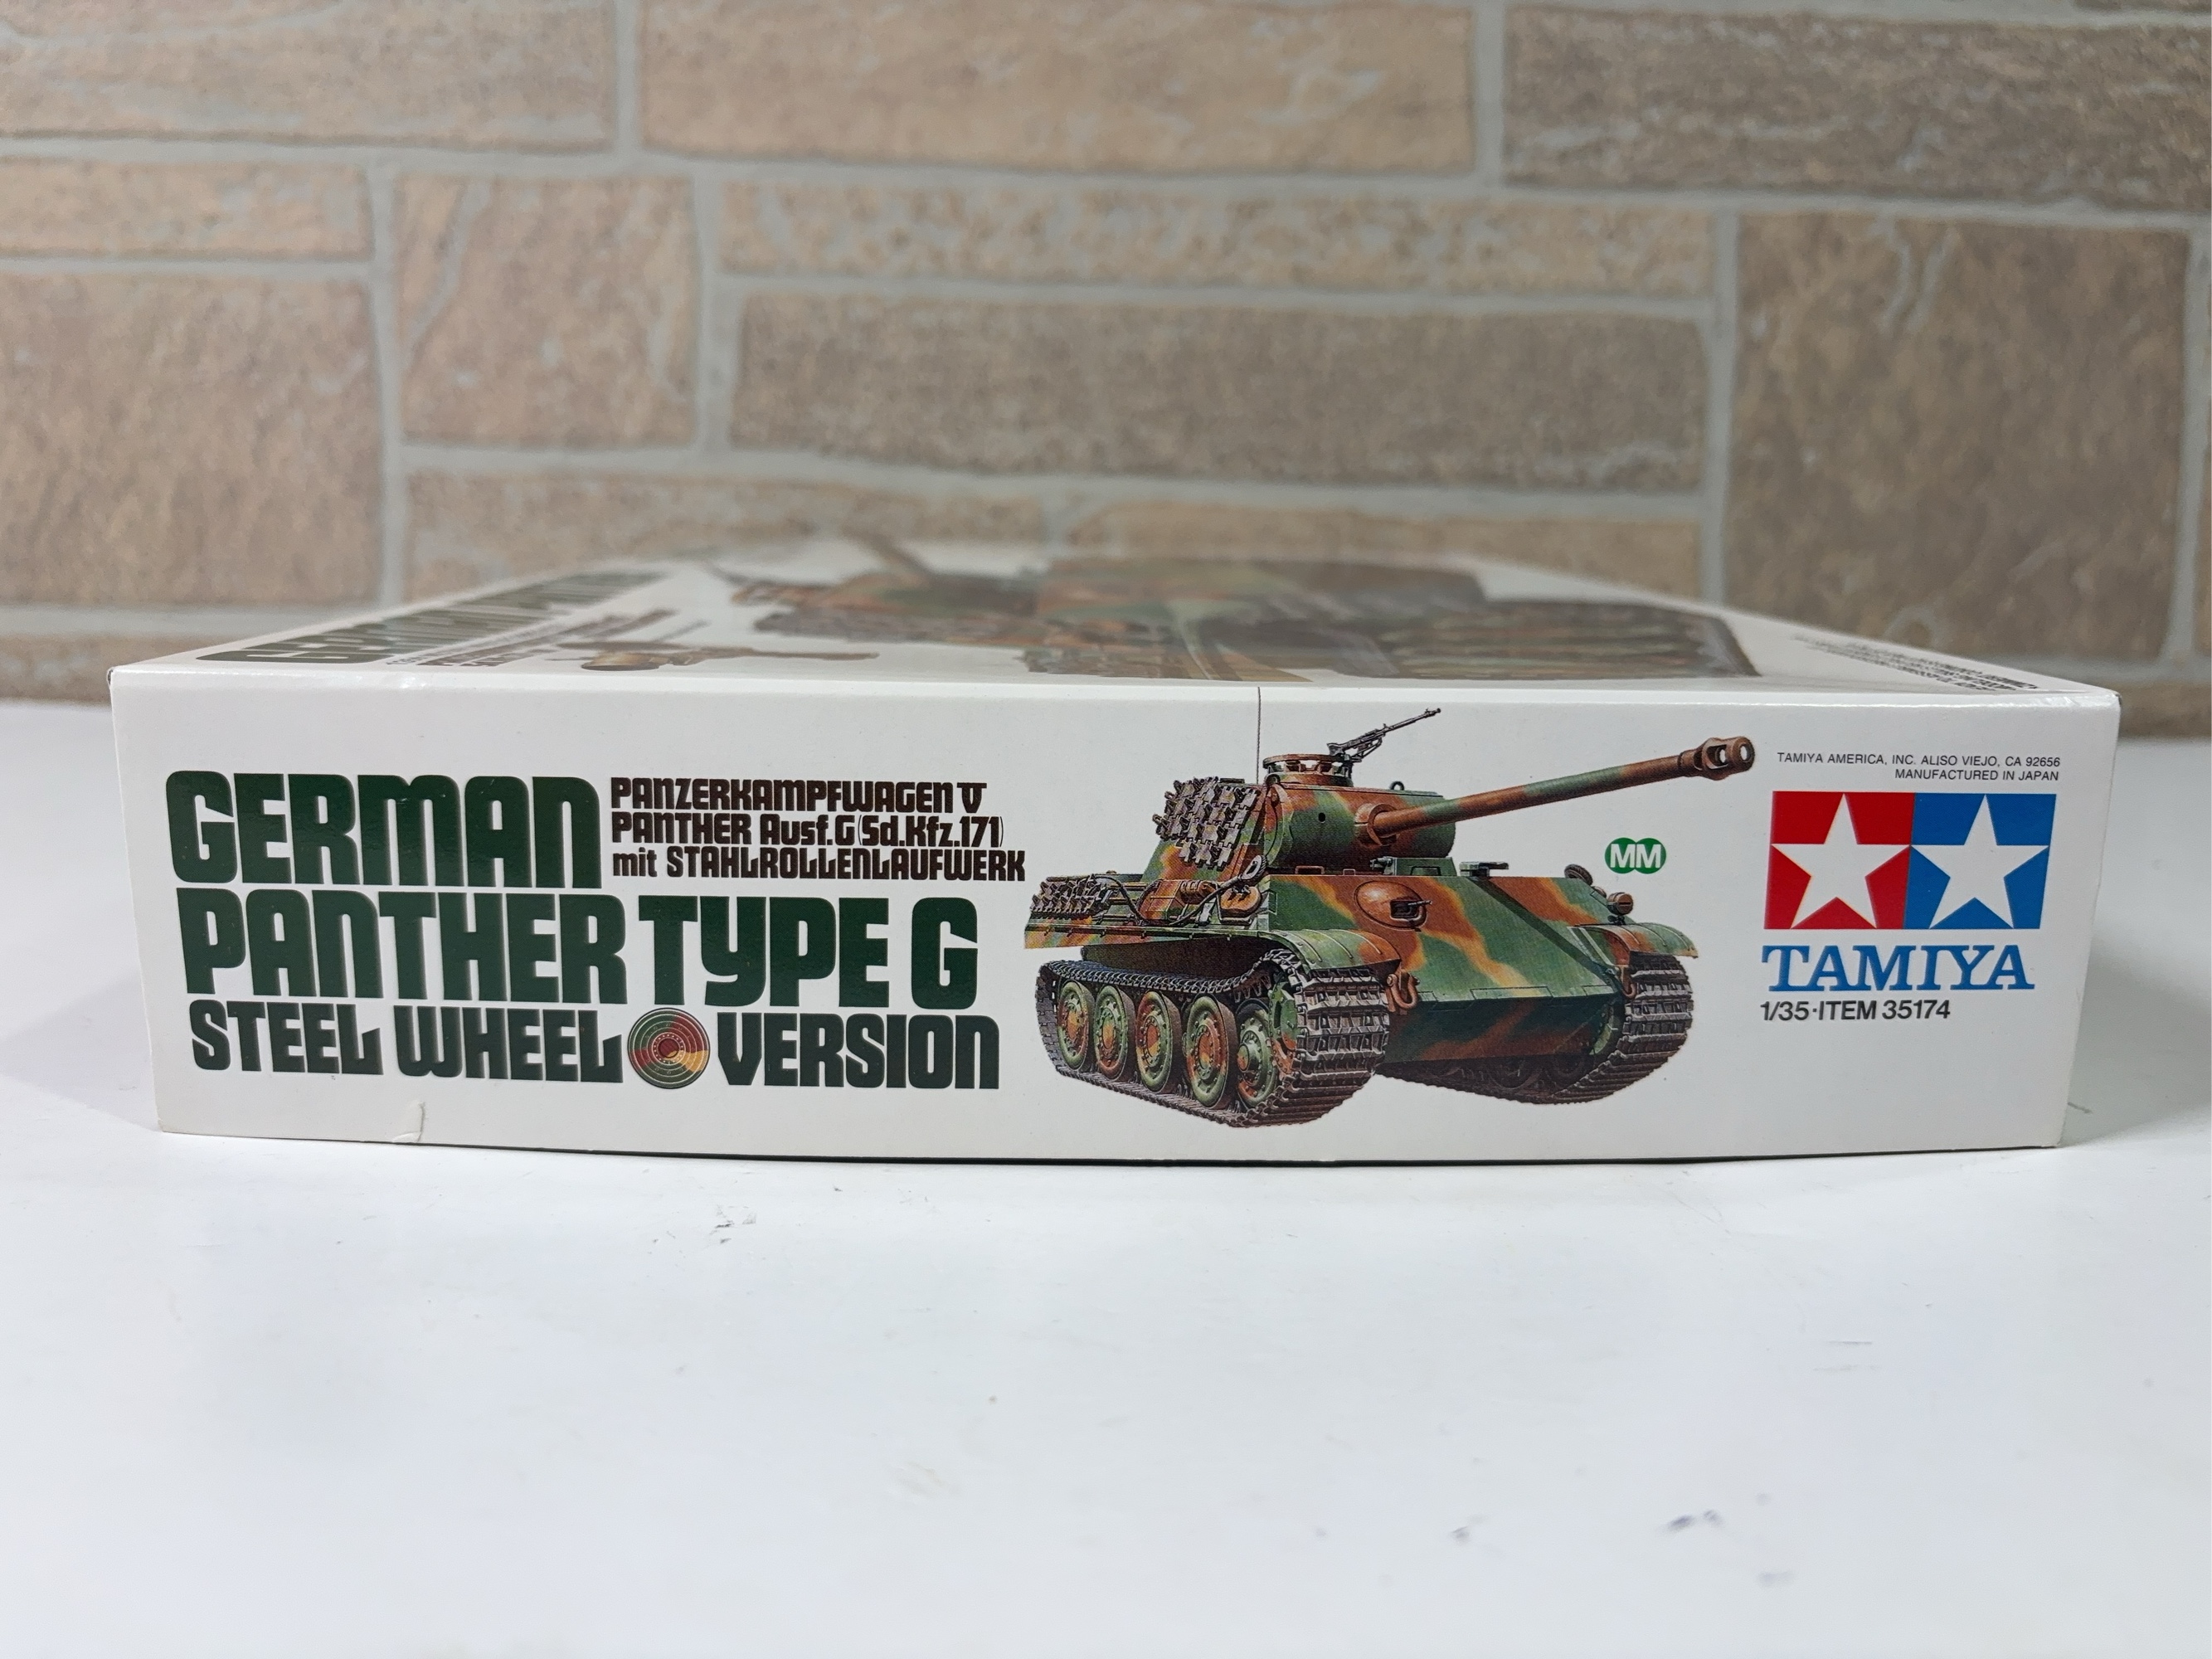 GERMAN
PANZERKAMPFWAGEN V
PANTHER Ausf.G (Sd.Kfz.171)
mit STAHLROLLENLAUFWERK
PANTHER TYPE G
STEEL WHEEL VERSION
MM
TAMIYA AMERICA, INC. ALISO VIEJO, CA 92656
MANUFACTURED IN JAPAN
TAMIYA
1/35·ITEM 35174